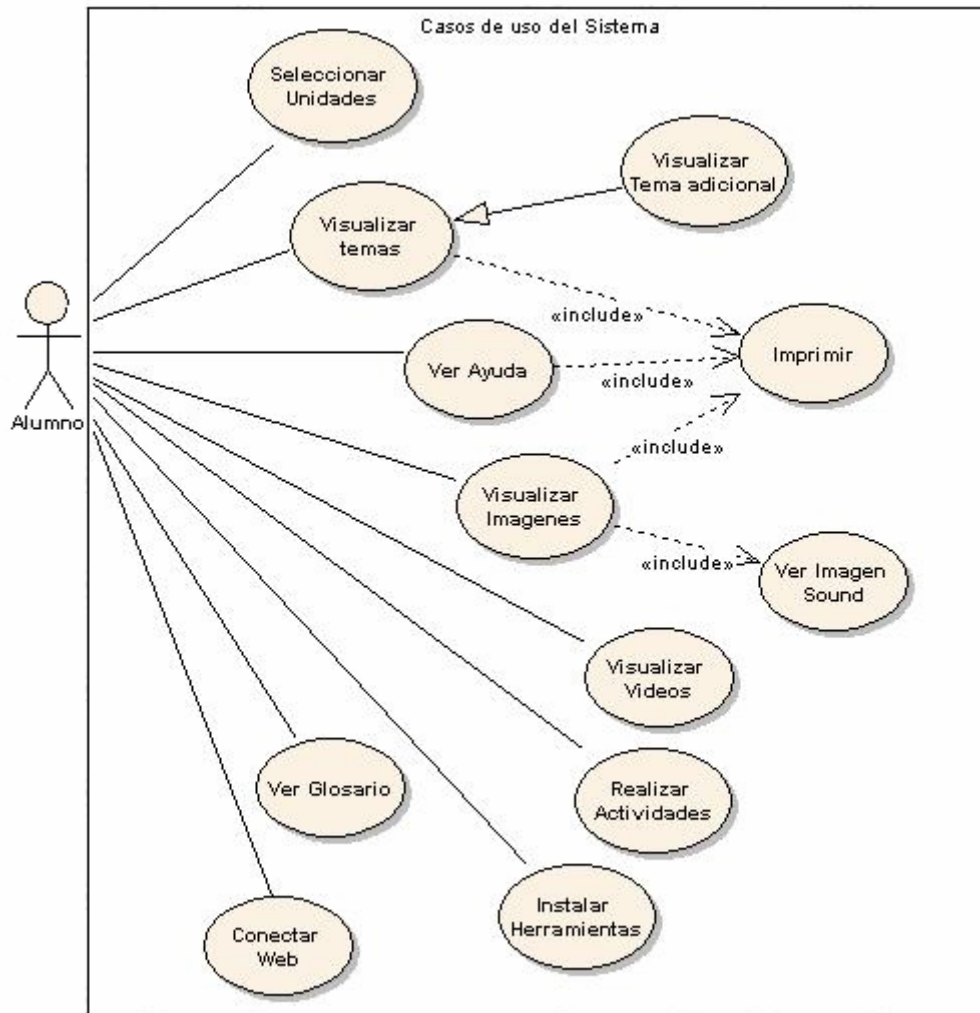 Casos de uso del Sistema
Seleccionar
Unidades
Visualizar
Tema adicional
Visualizar
temas
«include»
Imprimir
Ver Ayuda
«include»
Alumno
«include»
Visualizar
Imagenes
«include»
Ver Imagen
Sound
Visualizar
Videos
Ver Glosario
Realizar
Actividades
Instalar
Herramientas
Conectar
Web